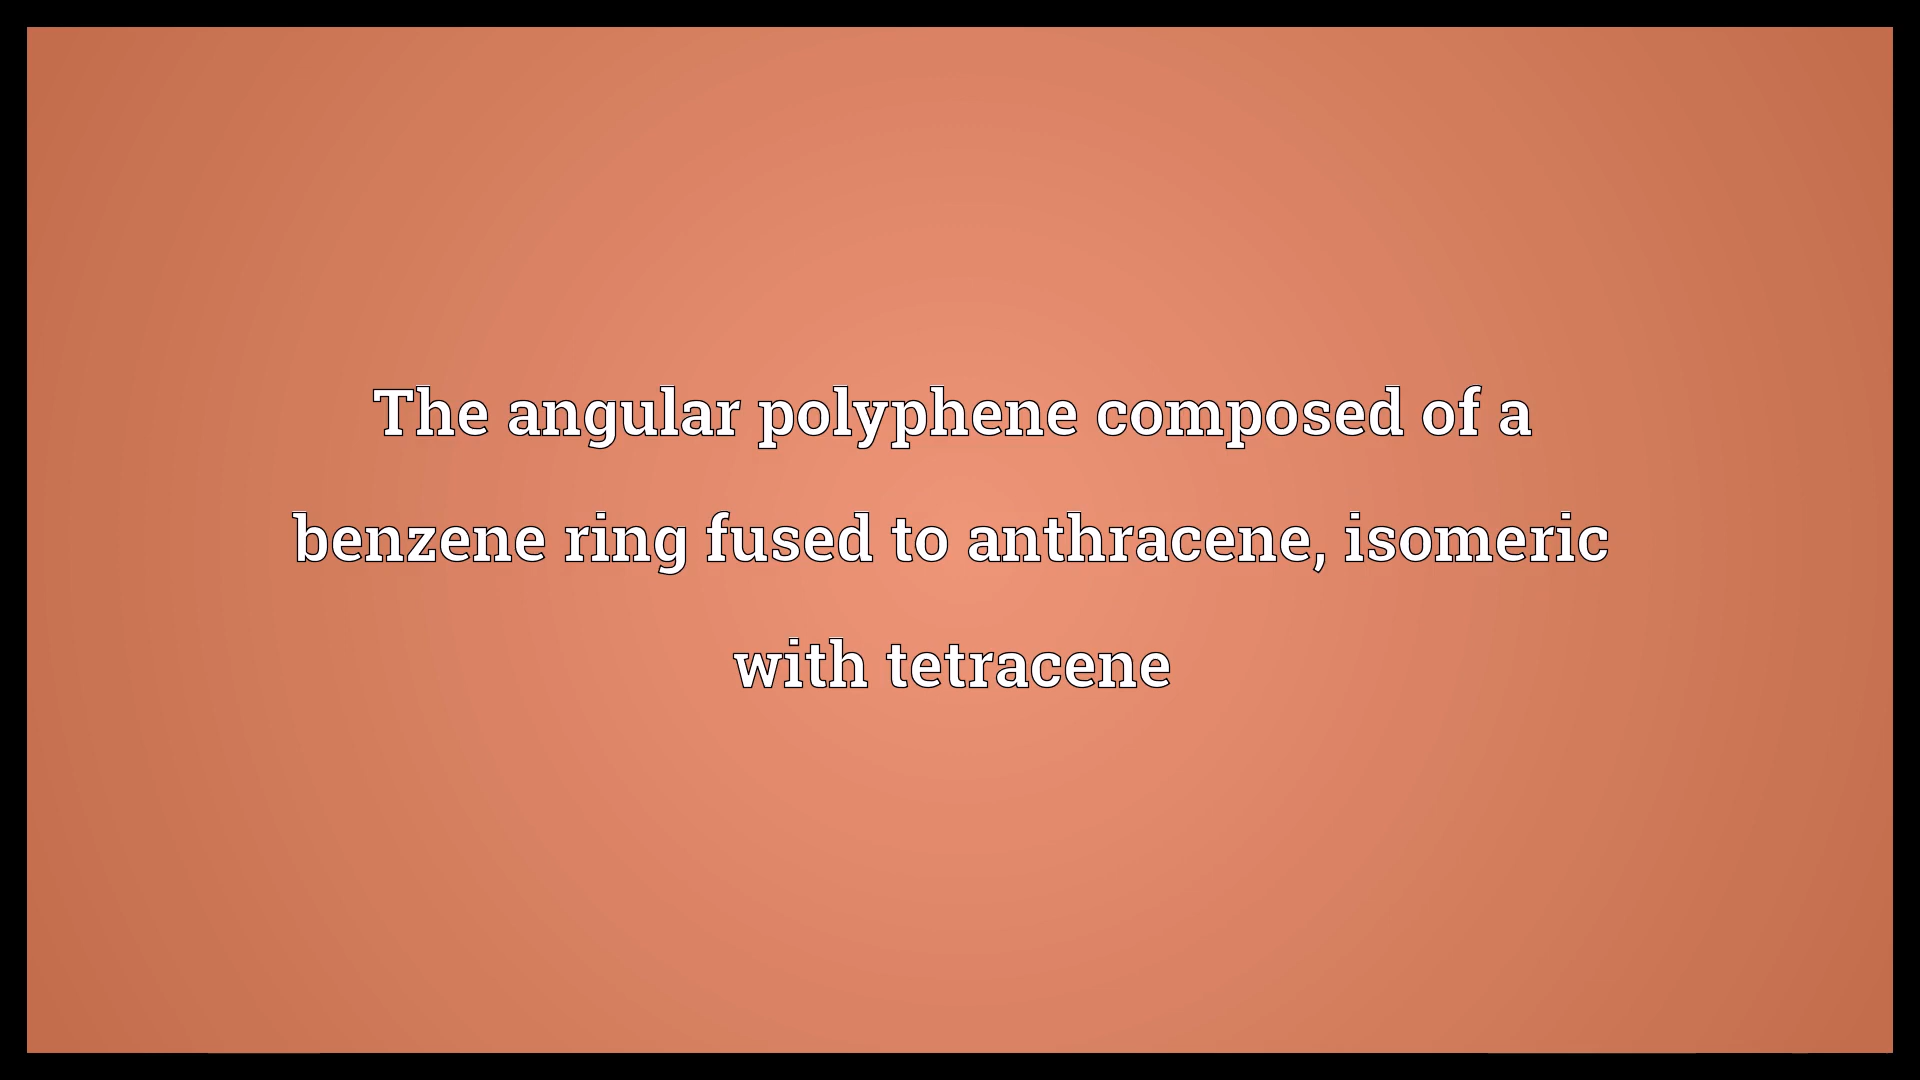 The angular polyphene composed of a
benzene ring fused to anthracene, isomeric
with tetracene